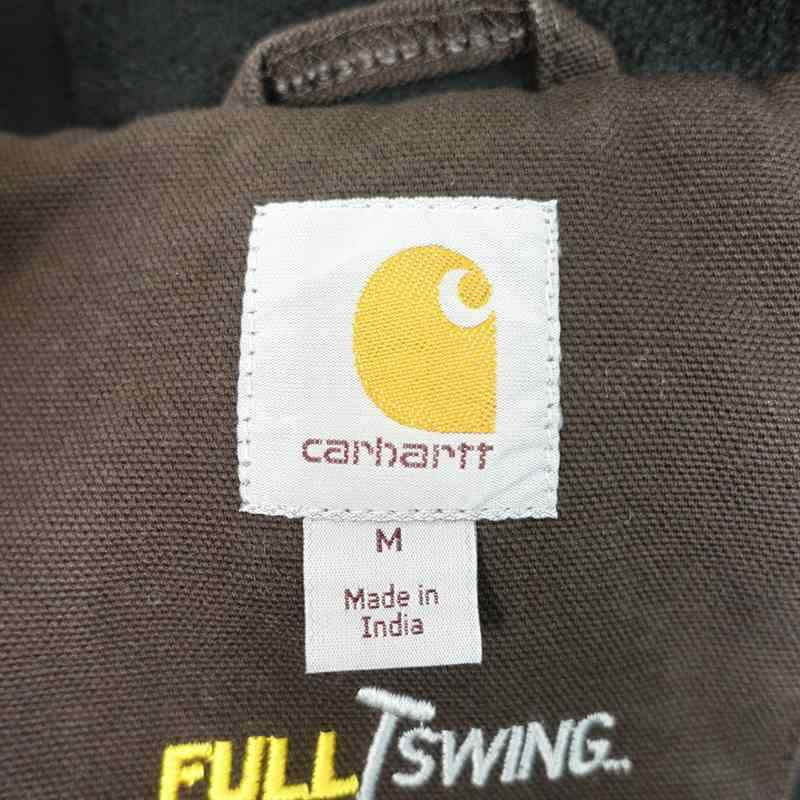 carhartt
M
Made in
India
FULL SWING